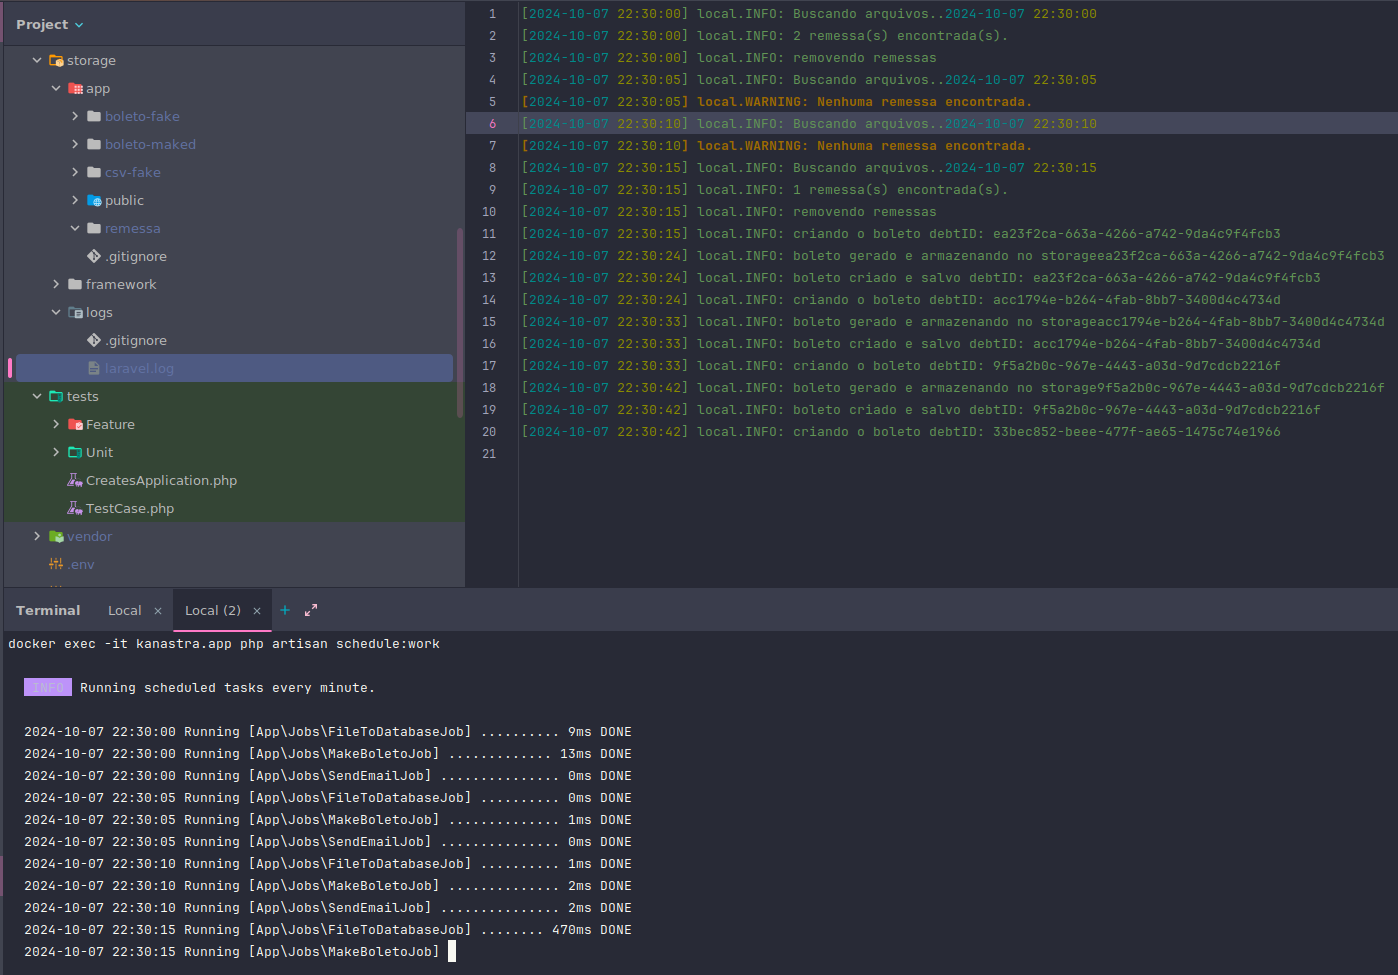 Project
storage
app
boleto-fake
boleto-maked
csv-fake
public
remessa
.gitignore
framework
logs
.gitignore
laravel.log
tests
Feature
Unit
CreatesApplication.php
TestCase.php
vendor
.env
1 [2024-10-07 22:30:00] local.INFO: Buscando arquivos..2024-10-07 22:30:00
2 [2024-10-07 22:30:00] local.INFO: 2 remessa(s) encontrada(s).
3 [2024-10-07 22:30:00] local.INFO: removendo remessas
4 [2024-10-07 22:30:05] local.INFO: Buscando arquivos..2024-10-07 22:30:05
5 [2024-10-07 22:30:05] local.WARNING: Nenhuma remessa encontrada.
6 [2024-10-07 22:30:10] local.INFO: Buscando arquivos..2024-10-07 22:30:10
7 [2024-10-07 22:30:10] local.WARNING: Nenhuma remessa encontrada.
8 [2024-10-07 22:30:15] local.INFO: Buscando arquivos..2024-10-07 22:30:15
9 [2024-10-07 22:30:15] local.INFO: 1 remessa(s) encontrada(s).
10 [2024-10-07 22:30:15] local.INFO: removendo remessas
11 [2024-10-07 22:30:15] local.INFO: criando o boleto debtID: ea23f2ca-663a-4266-a742-9da4c9f4fcb3
12 [2024-10-07 22:30:24] local.INFO: boleto gerado e armazenando no storageea23f2ca-663a-4266-a742-9da4c9f4fcb3
13 [2024-10-07 22:30:24] local.INFO: boleto criado e salvo debtID: ea23f2ca-663a-4266-a742-9da4c9f4fcb3
14 [2024-10-07 22:30:24] local.INFO: criando o boleto debtID: acc1794e-b264-4fab-8bb7-3400d4c4734d
15 [2024-10-07 22:30:33] local.INFO: boleto gerado e armazenando no storageacc1794e-b264-4fab-8bb7-3400d4c4734d
16 [2024-10-07 22:30:33] local.INFO: boleto criado e salvo debtID: acc1794e-b264-4fab-8bb7-3400d4c4734d
17 [2024-10-07 22:30:33] local.INFO: criando o boleto debtID: 9f5a2b0c-967e-4443-a03d-9d7cdcb2216f
18 [2024-10-07 22:30:42] local.INFO: boleto gerado e armazenando no storage9f5a2b0c-967e-4443-a03d-9d7cdcb2216f
19 [2024-10-07 22:30:42] local.INFO: boleto criado e salvo debtID: 9f5a2b0c-967e-4443-a03d-9d7cdcb2216f
20 [2024-10-07 22:30:42] local.INFO: criando o boleto debtID: 33bec852-beee-477f-ae65-1475c74e1966
21
Terminal Local × Local (2) × +
docker exec -it kanastra.app php artisan schedule:work
INFO Running scheduled tasks every minute.
2024-10-07 22:30:00 Running [App\Jobs\FileToDatabaseJob] .......... 9ms DONE
2024-10-07 22:30:00 Running [App\Jobs\MakeBoletoJob] ............. 13ms DONE
2024-10-07 22:30:00 Running [App\Jobs\SendEmailJob] ............... 0ms DONE
2024-10-07 22:30:05 Running [App\Jobs\FileToDatabaseJob] .......... 0ms DONE
2024-10-07 22:30:05 Running [App\Jobs\MakeBoletoJob] .............. 1ms DONE
2024-10-07 22:30:05 Running [App\Jobs\SendEmailJob] ............... 0ms DONE
2024-10-07 22:30:10 Running [App\Jobs\FileToDatabaseJob] .......... 1ms DONE
2024-10-07 22:30:10 Running [App\Jobs\MakeBoletoJob] .............. 2ms DONE
2024-10-07 22:30:10 Running [App\Jobs\SendEmailJob] ............... 2ms DONE
2024-10-07 22:30:15 Running [App\Jobs\FileToDatabaseJob] ........ 470ms DONE
2024-10-07 22:30:15 Running [App\Jobs\MakeBoletoJob]